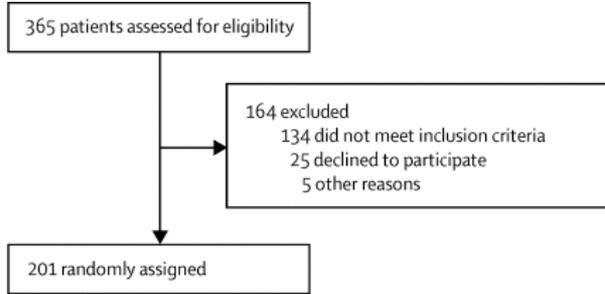 365 patients assessed for eligibility
164 excluded
134 did not meet inclusion criteria
25 declined to participate
5 other reasons
201 randomly assigned